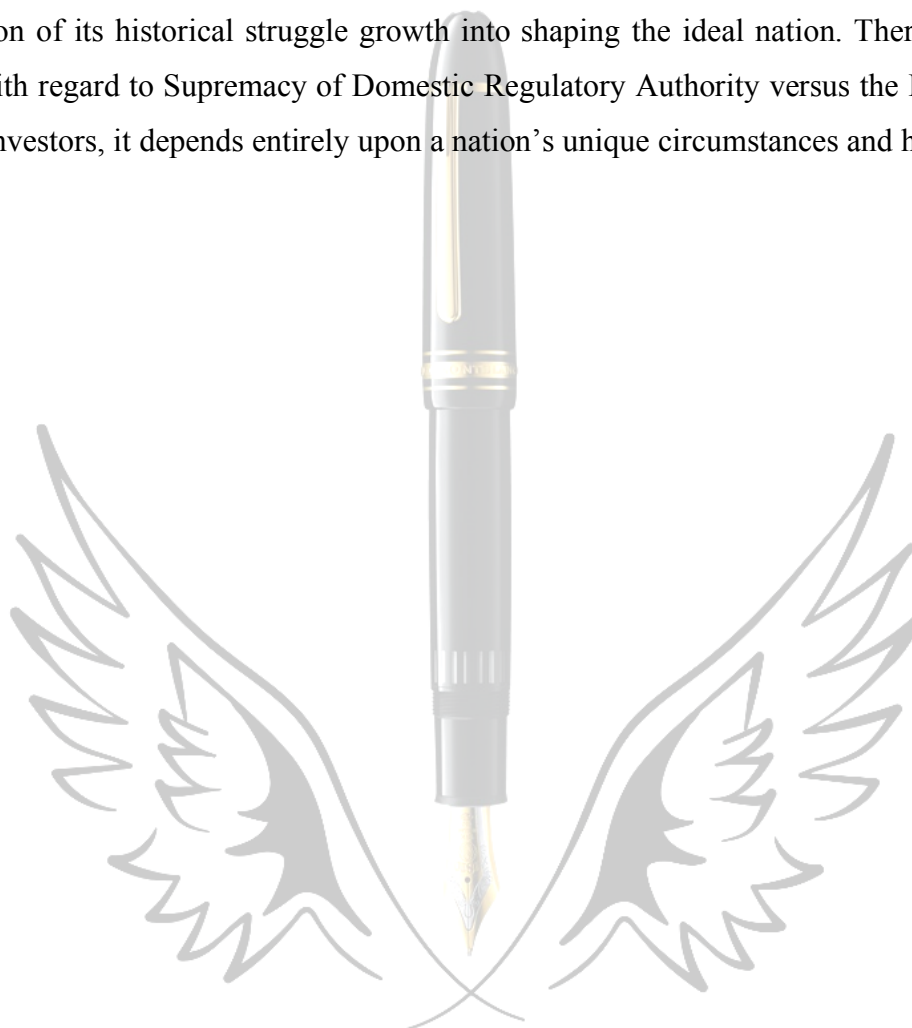 on of its historical struggle growth into shaping the ideal nation. Ther
ith regard to Supremacy of Domestic Regulatory Authority versus the
nvestors, it depends entirely upon a nation’s unique circumstances and h